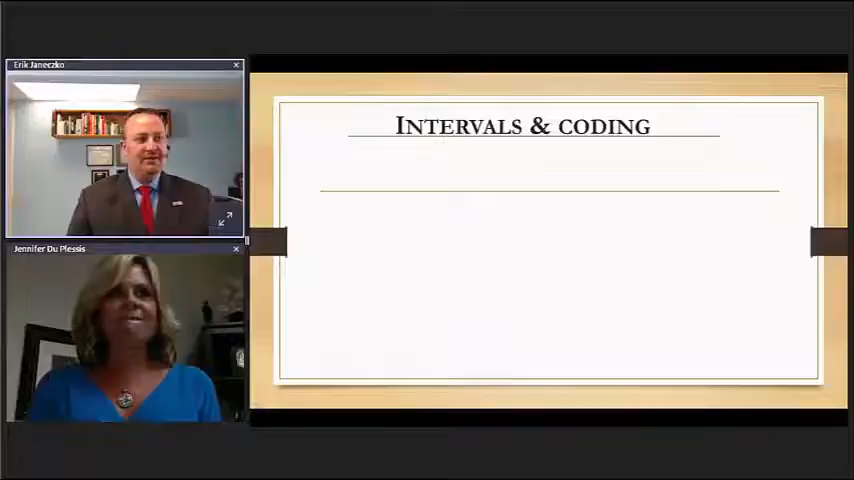 Erik Janeczko
Jennifer Du Plessis
INTERVALS & CODING